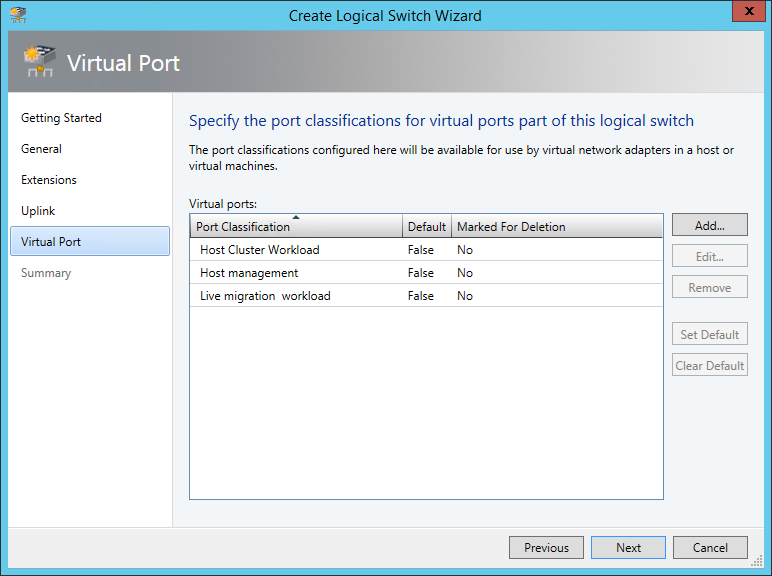 Create Logical Switch Wizard
x
Virtual Port
Getting Started
General
Extensions
Uplink
Virtual Port
Summary
Specify the port classifications for virtual ports part of this logical switch
The port classifications configured here will be available for use by virtual network adapters in a host or
virtual machines.
Virtual ports:
Port Classification Default Marked For Deletion
Host Cluster Workload False No
Host management False No
Live migration  workload False No
Add...
Edit...
Remove
Set Default
Clear Default
Previous Next Cancel